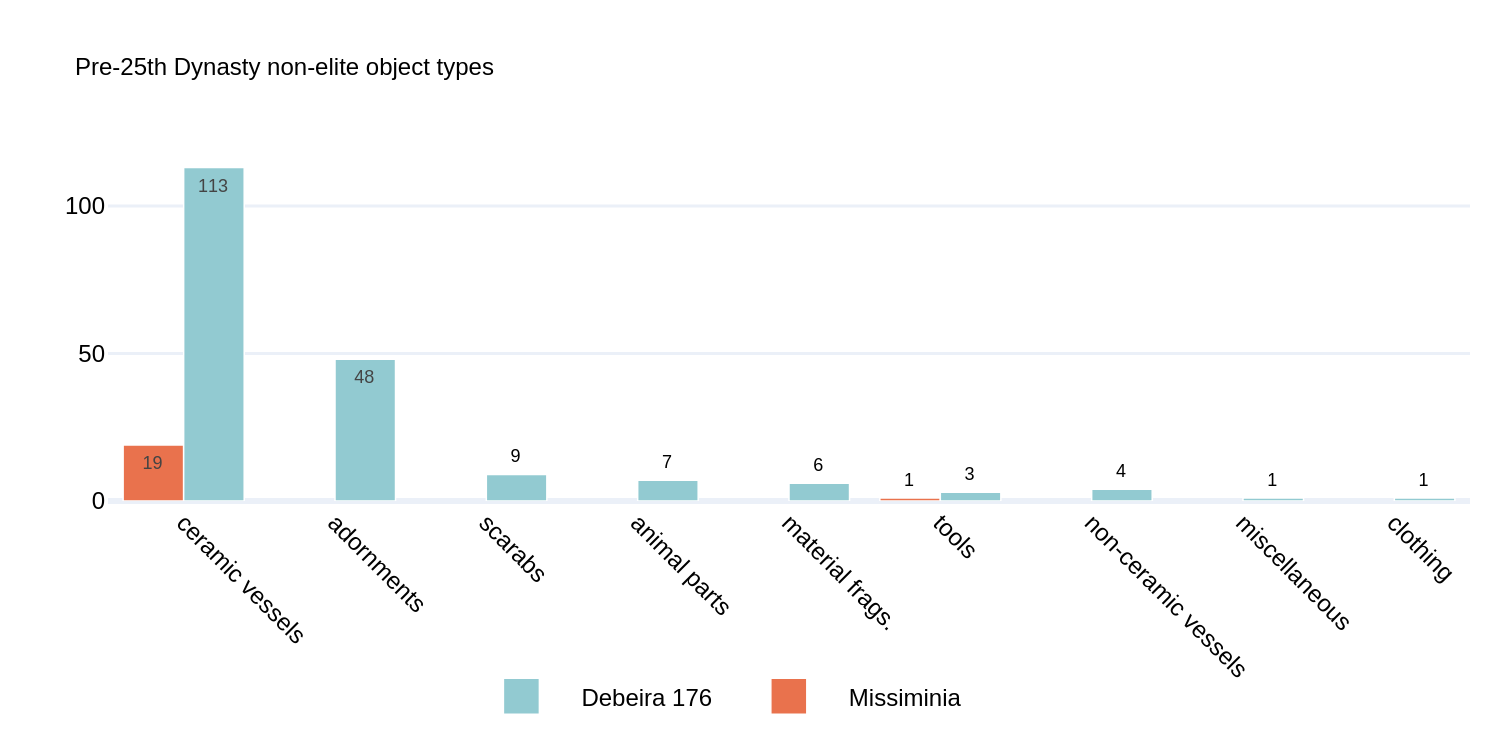 Pre-25th Dynasty non-elite object types
100
50
0
113
19
48
9
7
6
1
3
4
1
1
ceramic vessels
adornments
scarabs
animal parts
material frags.
tools
non-ceramic vessels
miscellaneous
clothing
Debeira 176
Missiminia